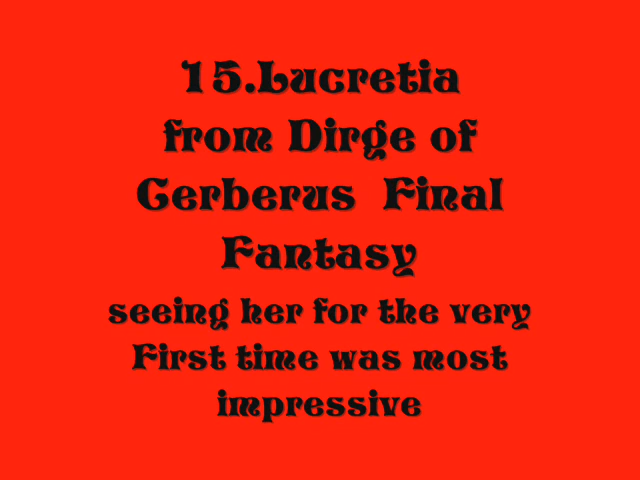 15.Lucretia
from Dirge of
Cerberus Final
Fantasy
seeing her for the very
First time was most
impressive